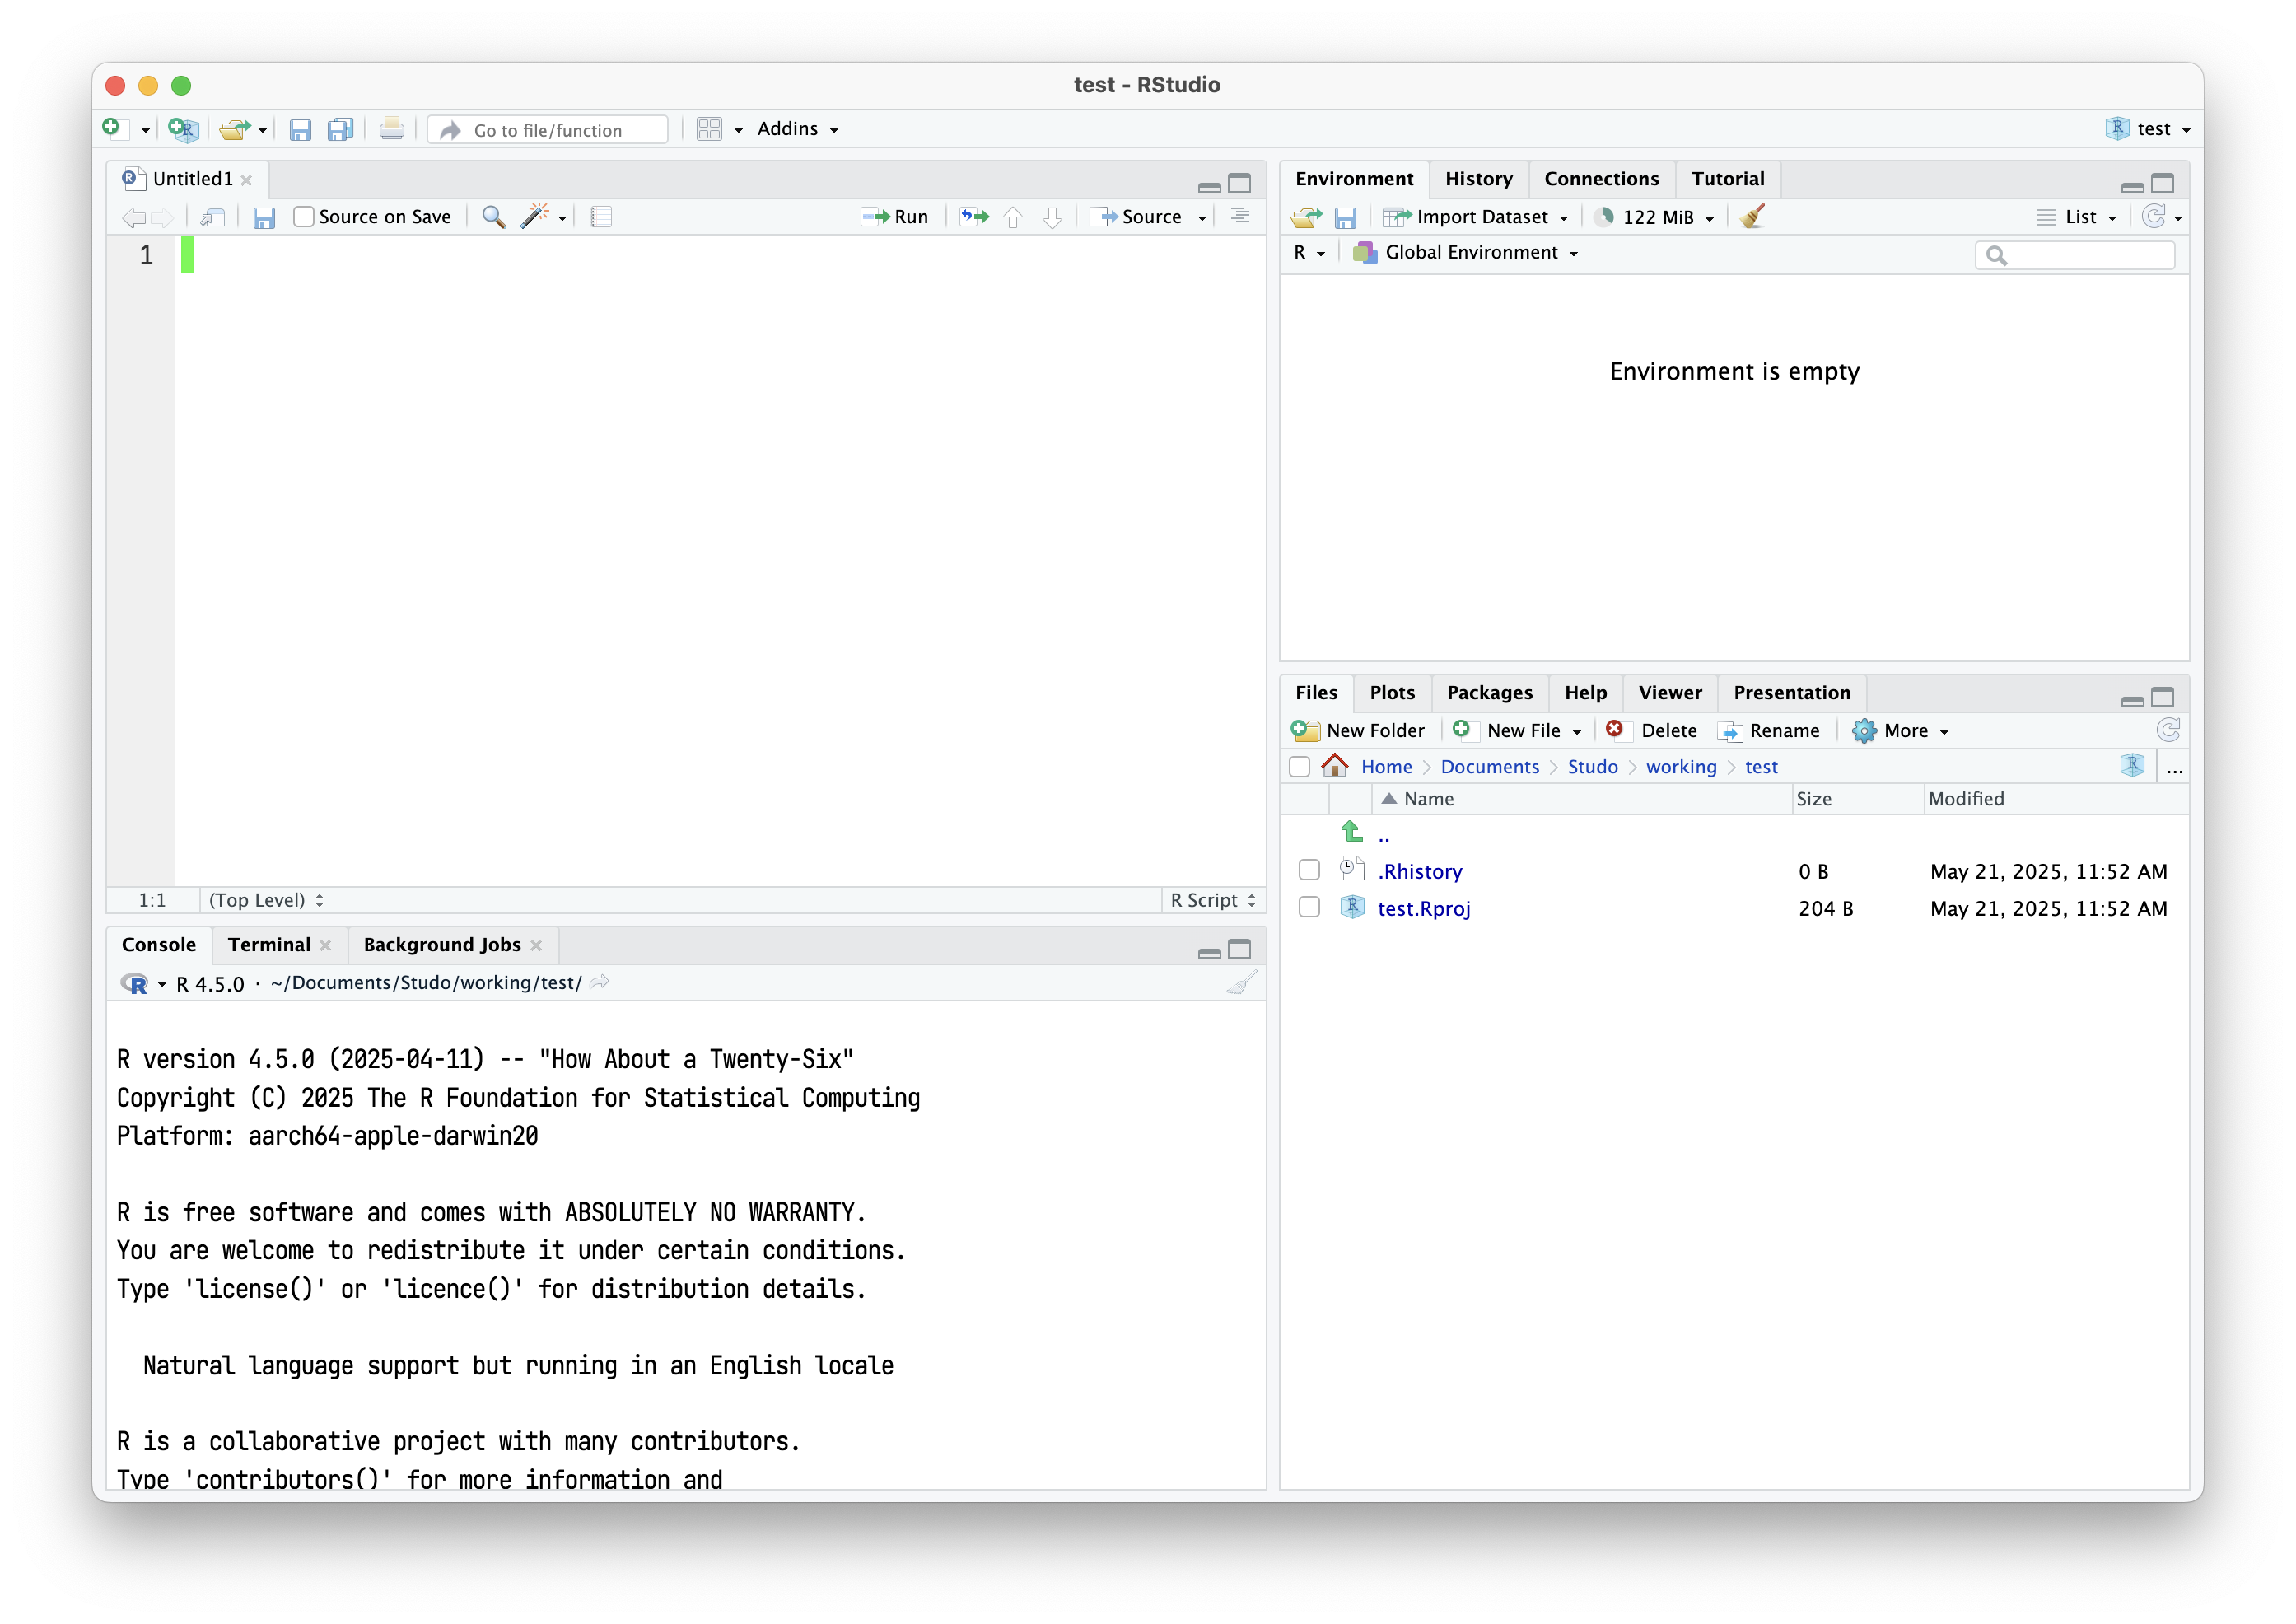 test - RStudio
Go to file/function
Addins
test
Untitled1
Source on Save
Run
Source
1
1:1
(Top Level)
R Script
Console
Terminal
Background Jobs
R 4.5.0 · ~/Documents/Studo/working/test/
R version 4.5.0 (2025-04-11) -- "How About a Twenty-Six"
Copyright (C) 2025 The R Foundation for Statistical Computing
Platform: aarch64-apple-darwin20
R is free software and comes with ABSOLUTELY NO WARRANTY.
You are welcome to redistribute it under certain conditions.
Type 'license()' or 'licence()' for distribution details.
Natural language support but running in an English locale
R is a collaborative project with many contributors.
Type 'contributors()' for more information and
Environment
History
Connections
Tutorial
Import Dataset
122 MiB
List
R
Global Environment
Environment is empty
Files
Plots
Packages
Help
Viewer
Presentation
New Folder
New File
Delete
Rename
More
Home
Documents
Studo
working
test
...
Name
Size
Modified
..
.Rhistory
0 B
May 21, 2025, 11:52 AM
test.Rproj
204 B
May 21, 2025, 11:52 AM